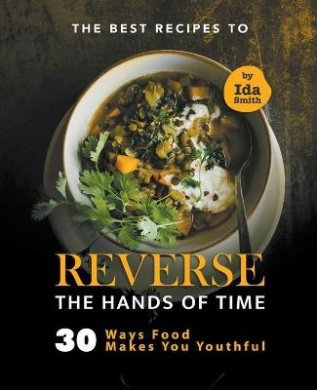 THE BEST RECIPES TO
by
Ida
Smith
REVERSE
THE HANDS OF TIME
30 Ways Food
Makes You Youthful